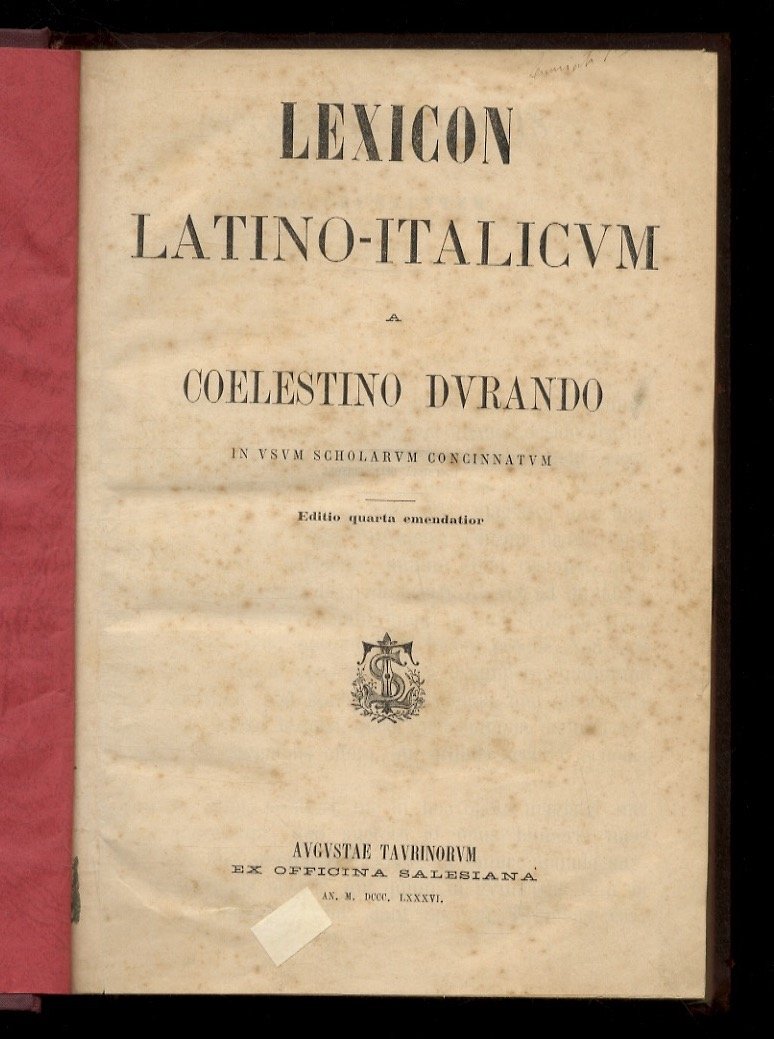 LEXICON
LATINO-ITALICVM
A
COELESTINO DVRANDO
IN VSVM SCHOLARVM CONCINNATVM
Editio quarta emendatior
AVGVSTAE TAVRINORVM
EX OFFICINA SALESIANA
AN. M. DCCC. LXXXVI.